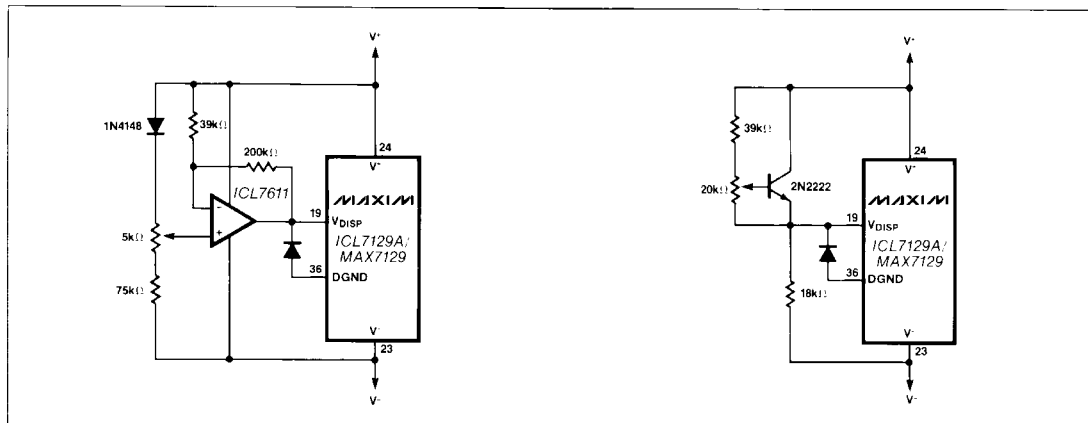 V⁺
1N4148
39kΩ
200kΩ
ICL7611
-
+
5kΩ
75kΩ
24
V⁺
MAXIM
19
VDISP
ICL7129A/
MAX7129
36
DGND
V⁻
23
V⁻
V⁺
39kΩ
20kΩ
2N2222
18kΩ
24
V⁺
MAXIM
19
VDISP
ICL7129A/
MAX7129
36
DGND
V⁻
23
V⁻